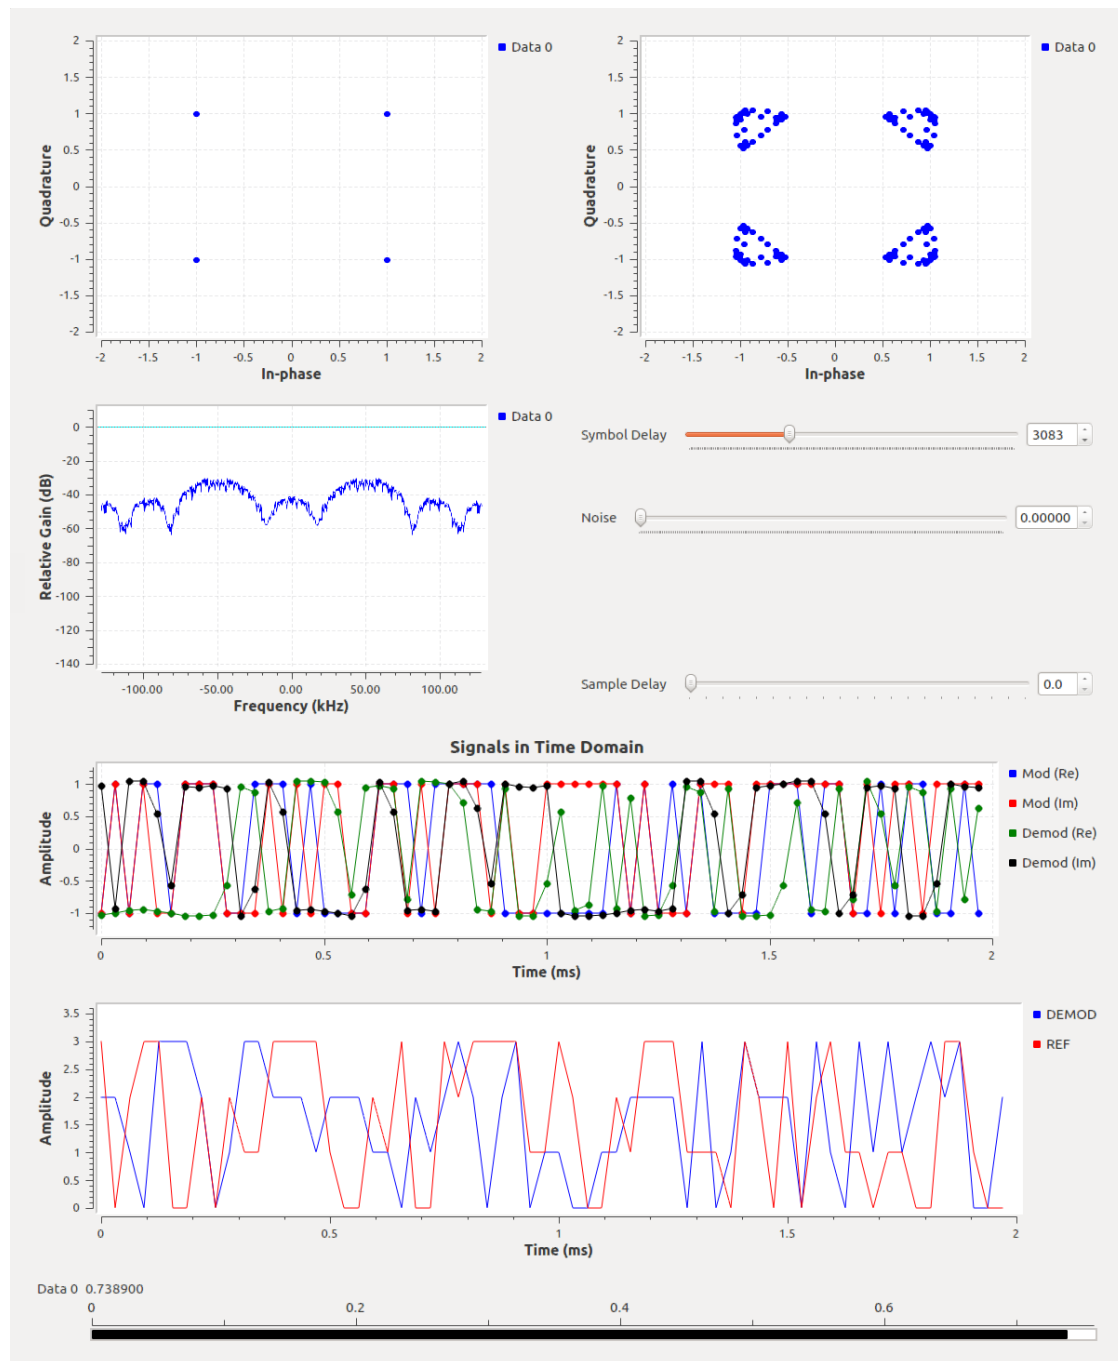 2
1.5
1
0.5
0
-0.5
-1
-1.5
-2
Quadrature
-2 -1.5 -1 -0.5 0 0.5 1 1.5 2
In-phase
Data 0
2
1.5
1
0.5
0
-0.5
-1
-1.5
-2
Quadrature
-2 -1.5 -1 -0.5 0 0.5 1 1.5 2
In-phase
Data 0
0
-20
-40
-60
-80
-100
-120
-140
Relative Gain (dB)
-100.00 -50.00 0.00 50.00 100.00
Frequency (kHz)
Data 0
Symbol Delay 3083
Noise 0.00000
Sample Delay 0.0
Signals in Time Domain
1
0.5
0
-0.5
-1
Amplitude
0 0.5 1 1.5 2
Time (ms)
Mod (Re)
Mod (Im)
Demod (Re)
Demod (Im)
3.5
3
2.5
2
1.5
1
0.5
0
Amplitude
0 0.5 1 1.5 2
Time (ms)
DEMOD
REF
Data 0 0.738900
0 0.2 0.4 0.6